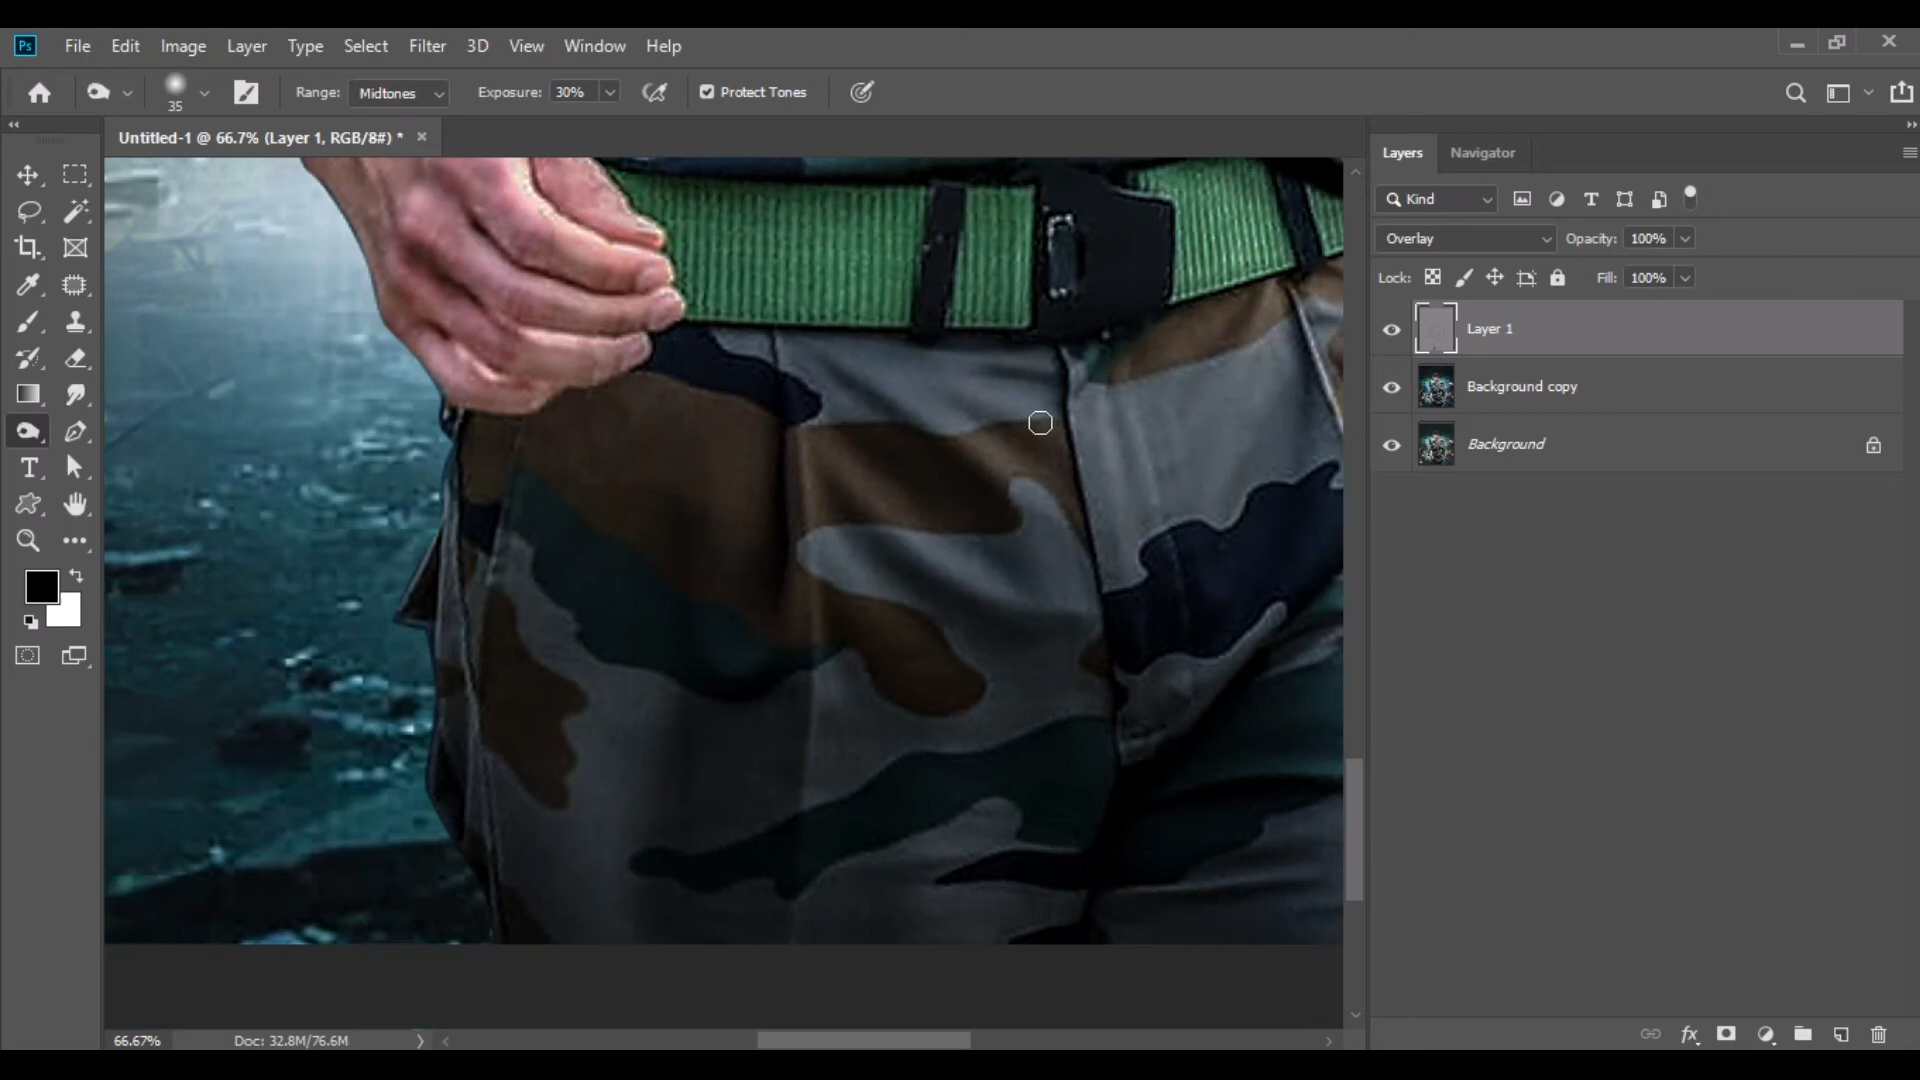 Ps File Edit Image Layer Type Select Filter 3D View Window Help
35 Range: Midtones Exposure: 30% Protect Tones
Untitled-1 @ 66.7% (Layer 1, RGB/8#) *
Layers Navigator
Kind
Overlay Opacity: 100%
Lock: Fill: 100%
Layer 1
Background copy
Background
66.67% Doc: 32.8M/76.6M